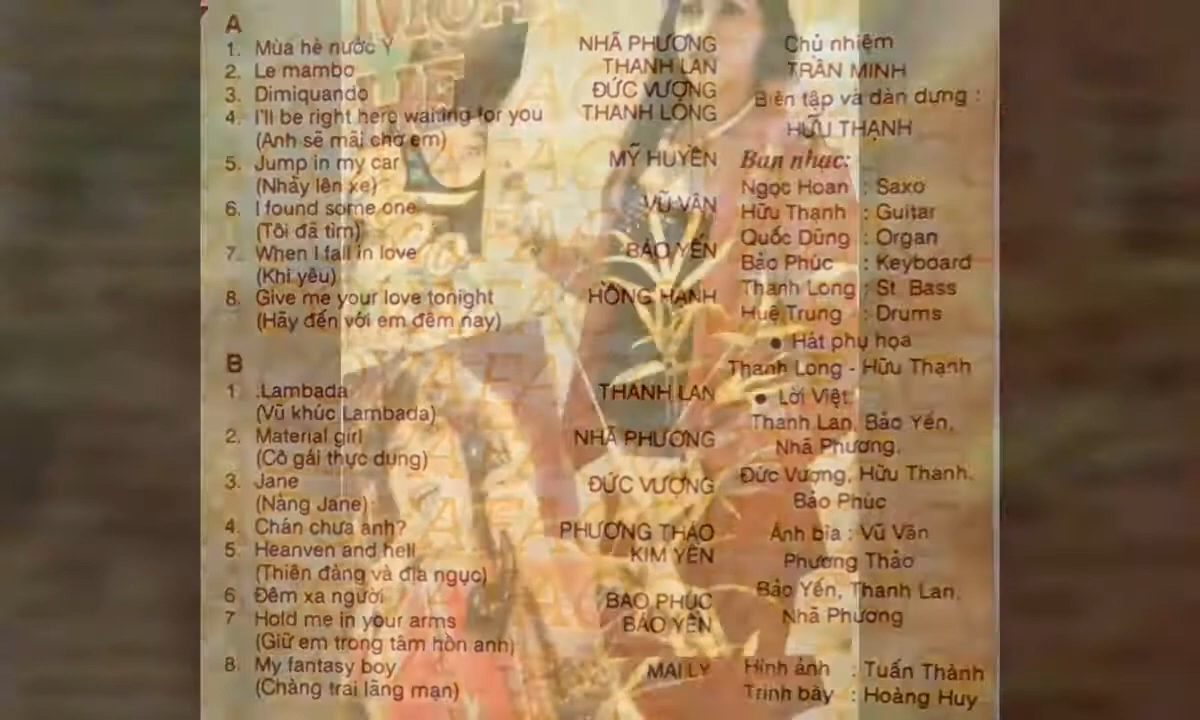 MÙA
HÈ
A
1. Mùa hè nước Ý NHÃ PHƯƠNG
2. Le mambo THANH LAN
3. Dimiquando ĐỨC VƯỢNG
4. I'll be right here waiting for you THANH LONG
(Anh sẽ mãi chờ em)
5. Jump in my car MỸ HUYỀN
(Nhảy lên xe)
6. I found some one VŨ VÂN
(Tôi đã tìm)
7. When I fall in love BẢO YẾN
(Khi yêu)
8. Give me your love tonight HỒNG HẠNH
(Hãy đến với em đêm nay)
B
1 .Lambada THANH LAN
(Vũ khúc Lambada)
2. Material girl NHÃ PHƯƠNG
(Cô gái thực dụng)
3. Jane ĐỨC VƯỢNG
(Nàng Jane)
4. Chán chưa anh? PHƯƠNG THẢO
5. Heanven and hell KIM YẾN
(Thiên đàng và địa ngục)
6 Đêm xa người BẢO PHÚC
7 Hold me in your arms BẢO YẾN
(Giữ em trong tâm hồn anh)
8. My fantasy boy MAI LY
(Chàng trai lãng mạn)
Chủ nhiệm
TRẦN MINH
Biên tập và dàn dựng :
HỮU THẠNH
Ban nhạc:
Ngọc Hoan : Saxo
Hữu Thạnh : Guitar
Quốc Dũng : Organ
Bảo Phúc : Keyboard
Thanh Long : St Bass
Huệ Trung : Drums
● Hát phụ họa
Thanh Long - Hữu Thạnh
● Lời Việt:
Thanh Lan, Bảo Yến,
Nhã Phương,
Đức Vượng, Hữu Thạnh,
Bảo Phúc
Ảnh bìa : Vũ Vân
Phương Thảo
Bảo Yến, Thanh Lan,
Nhã Phương
Hình ảnh : Tuấn Thành
Trình bày : Hoàng Huy